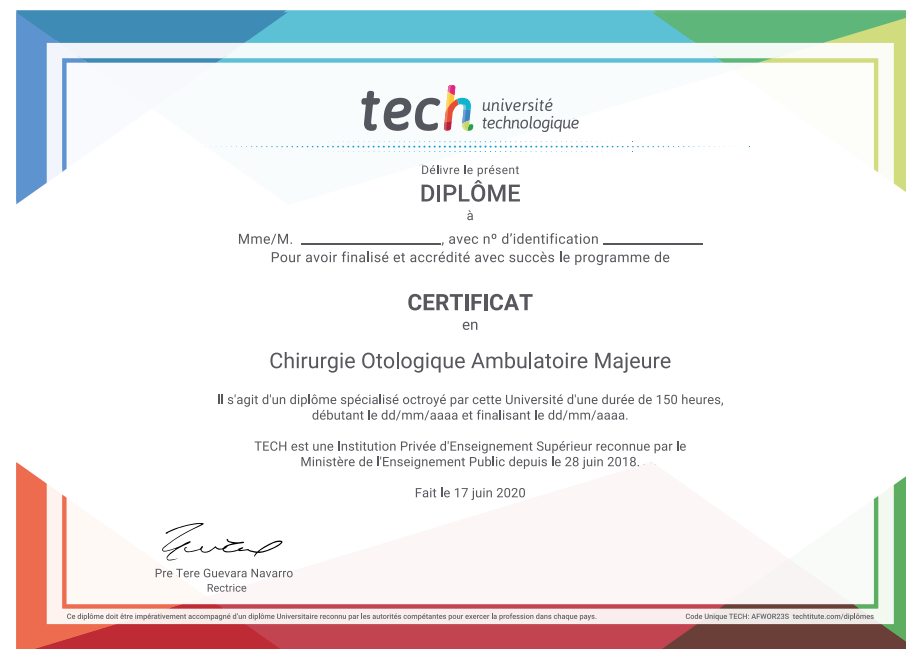 tech université
technologique
Délivre le présent
DIPLÔME
à
Mme/M. ____________________, avec nº d'identification ______________
Pour avoir finalisé et accrédité avec succès le programme de
CERTIFICAT
en
Chirurgie Otologique Ambulatoire Majeure
Il s'agit d'un diplôme spécialisé octroyé par cette Université d'une durée de 150 heures,
débutant le dd/mm/aaaa et finalisant le dd/mm/aaaa.
TECH est une Institution Privée d'Enseignement Supérieur reconnue par le
Ministère de l'Enseignement Public depuis le 28 juin 2018.
Fait le 17 juin 2020
Pre Tere Guevara Navarro
Rectrice
Ce diplôme doit être impérativement accompagné d'un diplôme Universitaire reconnu par les autorités compétantes pour exercer la profession dans chaque pays.
Code Unique TECH: AFWOR23S techtitute.com/diplômes